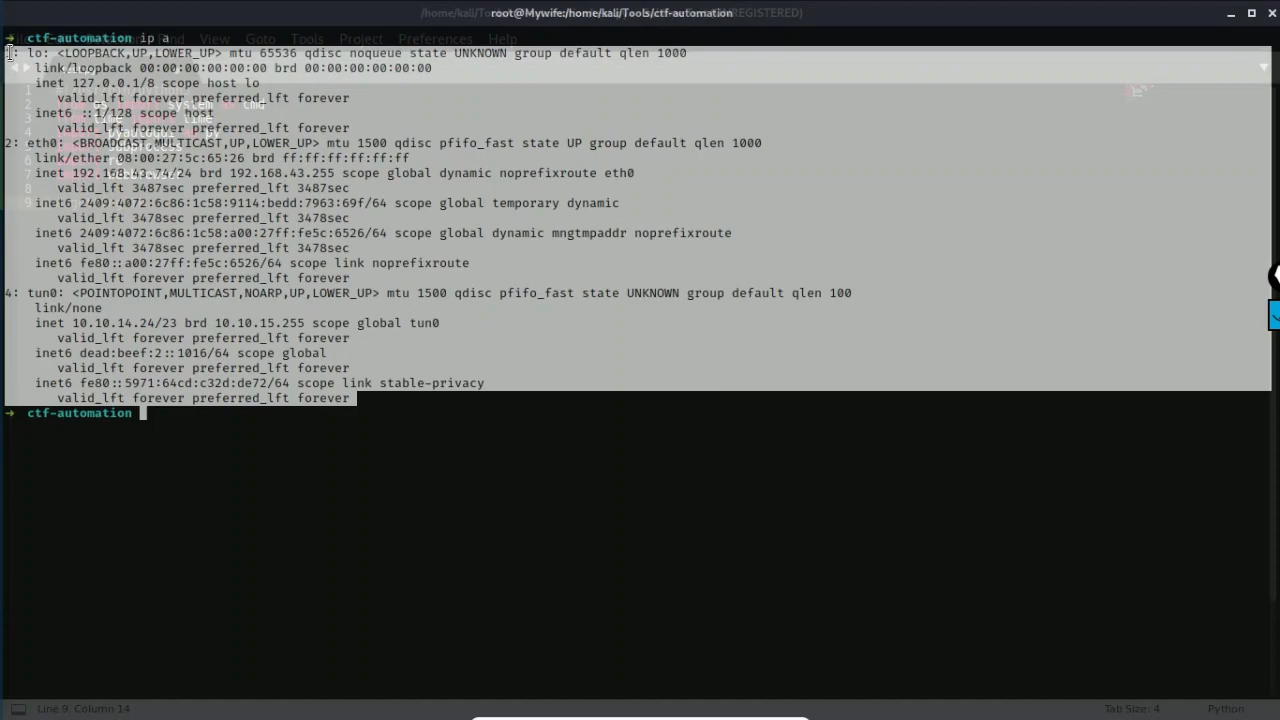 root@Mywife:/home/kali/Tools/ctf-automation
➜ ctf-automation ip a
1: lo: <LOOPBACK,UP,LOWER_UP> mtu 65536 qdisc noqueue state UNKNOWN group default qlen 1000
link/loopback 00:00:00:00:00:00 brd 00:00:00:00:00:00
inet 127.0.0.1/8 scope host lo
valid_lft forever preferred_lft forever
inet6 ::1/128 scope host
valid_lft forever preferred_lft forever
2: eth0: <BROADCAST,MULTICAST,UP,LOWER_UP> mtu 1500 qdisc pfifo_fast state UP group default qlen 1000
link/ether 08:00:27:5c:65:26 brd ff:ff:ff:ff:ff:ff
inet 192.168.43.74/24 brd 192.168.43.255 scope global dynamic noprefixroute eth0
valid_lft 3487sec preferred_lft 3487sec
inet6 2409:4072:6c86:1c58:9114:bedd:7963:69f/64 scope global temporary dynamic
valid_lft 3478sec preferred_lft 3478sec
inet6 2409:4072:6c86:1c58:a00:27ff:fe5c:6526/64 scope global dynamic mngtmpaddr noprefixroute
valid_lft 3478sec preferred_lft 3478sec
inet6 fe80::a00:27ff:fe5c:6526/64 scope link noprefixroute
valid_lft forever preferred_lft forever
4: tun0: <POINTOPOINT,MULTICAST,NOARP,UP,LOWER_UP> mtu 1500 qdisc pfifo_fast state UNKNOWN group default qlen 100
link/none
inet 10.10.14.24/23 brd 10.10.15.255 scope global tun0
valid_lft forever preferred_lft forever
inet6 dead:beef:2::1016/64 scope global
valid_lft forever preferred_lft forever
inet6 fe80::5971:64cd:c32d:de72/64 scope link stable-privacy
valid_lft forever preferred_lft forever
➜ ctf-automation
View Goto Tools Project Preferences Help
Line 9, Column 14 Tab Size: 4 Python